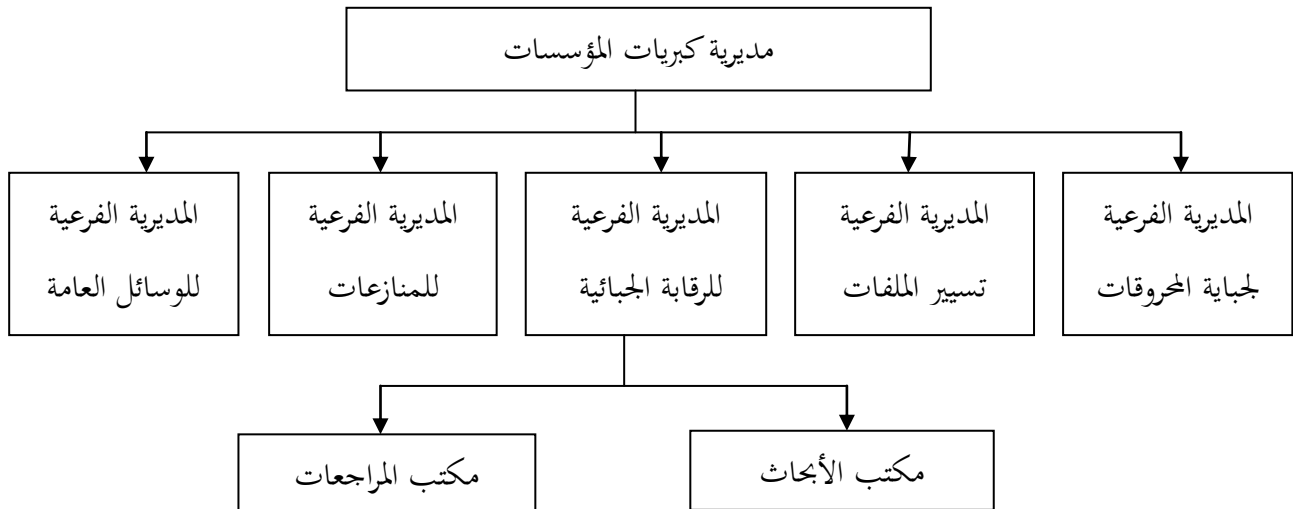 مديرية كبريات المؤسسات
المديرية الفرعية
لجباية المحروقات
المديرية الفرعية
تسيير الملفات
المديرية الفرعية
للرقابة الجبائية
المديرية الفرعية
للمنازعات
المديرية الفرعية
للوسائل العامة
مكتب الأبحاث
مكتب المراجعات